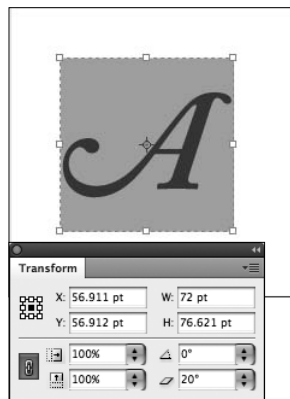 A
Transform
X: 56.911 pt W: 72 pt
Y: 56.912 pt H: 76.621 pt
100% 0°
100% 20°